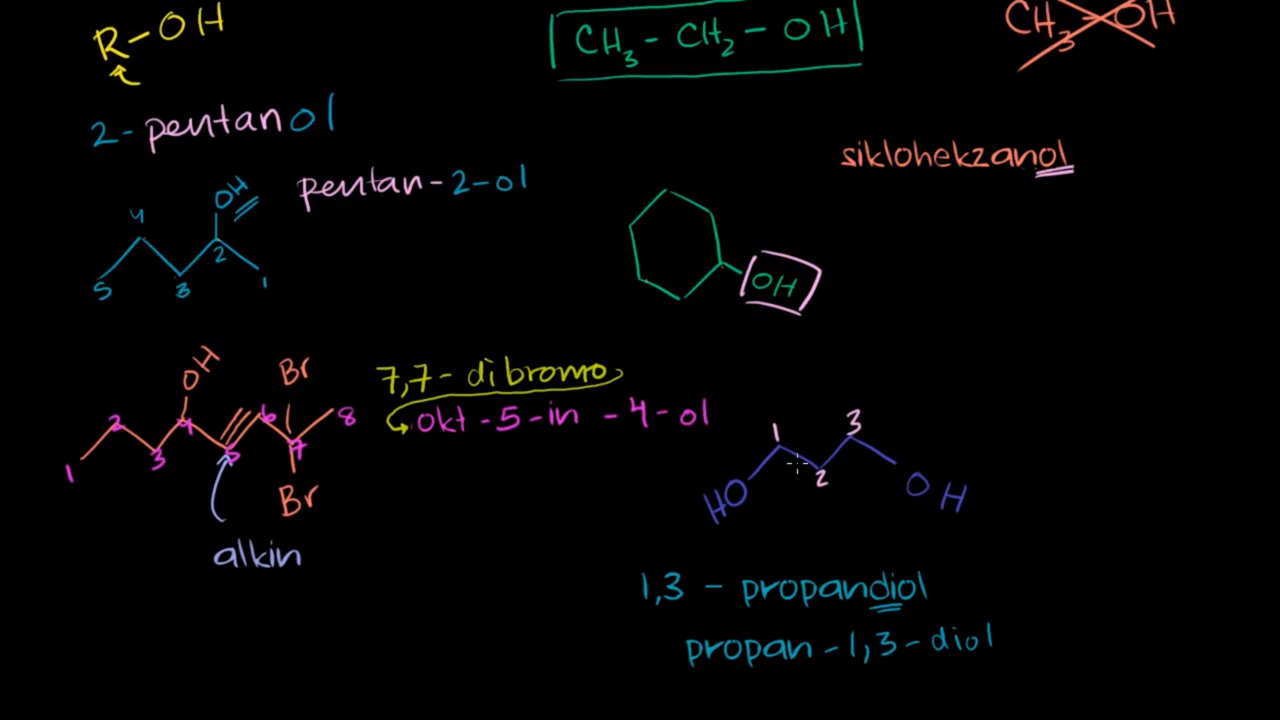 R-OH
CH3-CH2-OH
CH3-OH
2-pentanol
siklohekzanol
pentan-2-ol
OH
4
2
5
3
1
OH
OH
Br
7,7-dibromo
okt-5-in-4-ol
1
2
3
4
5
6
7
8
Br
alkin
1
3
2
HO
OH
1,3-propandiol
propan-1,3-diol